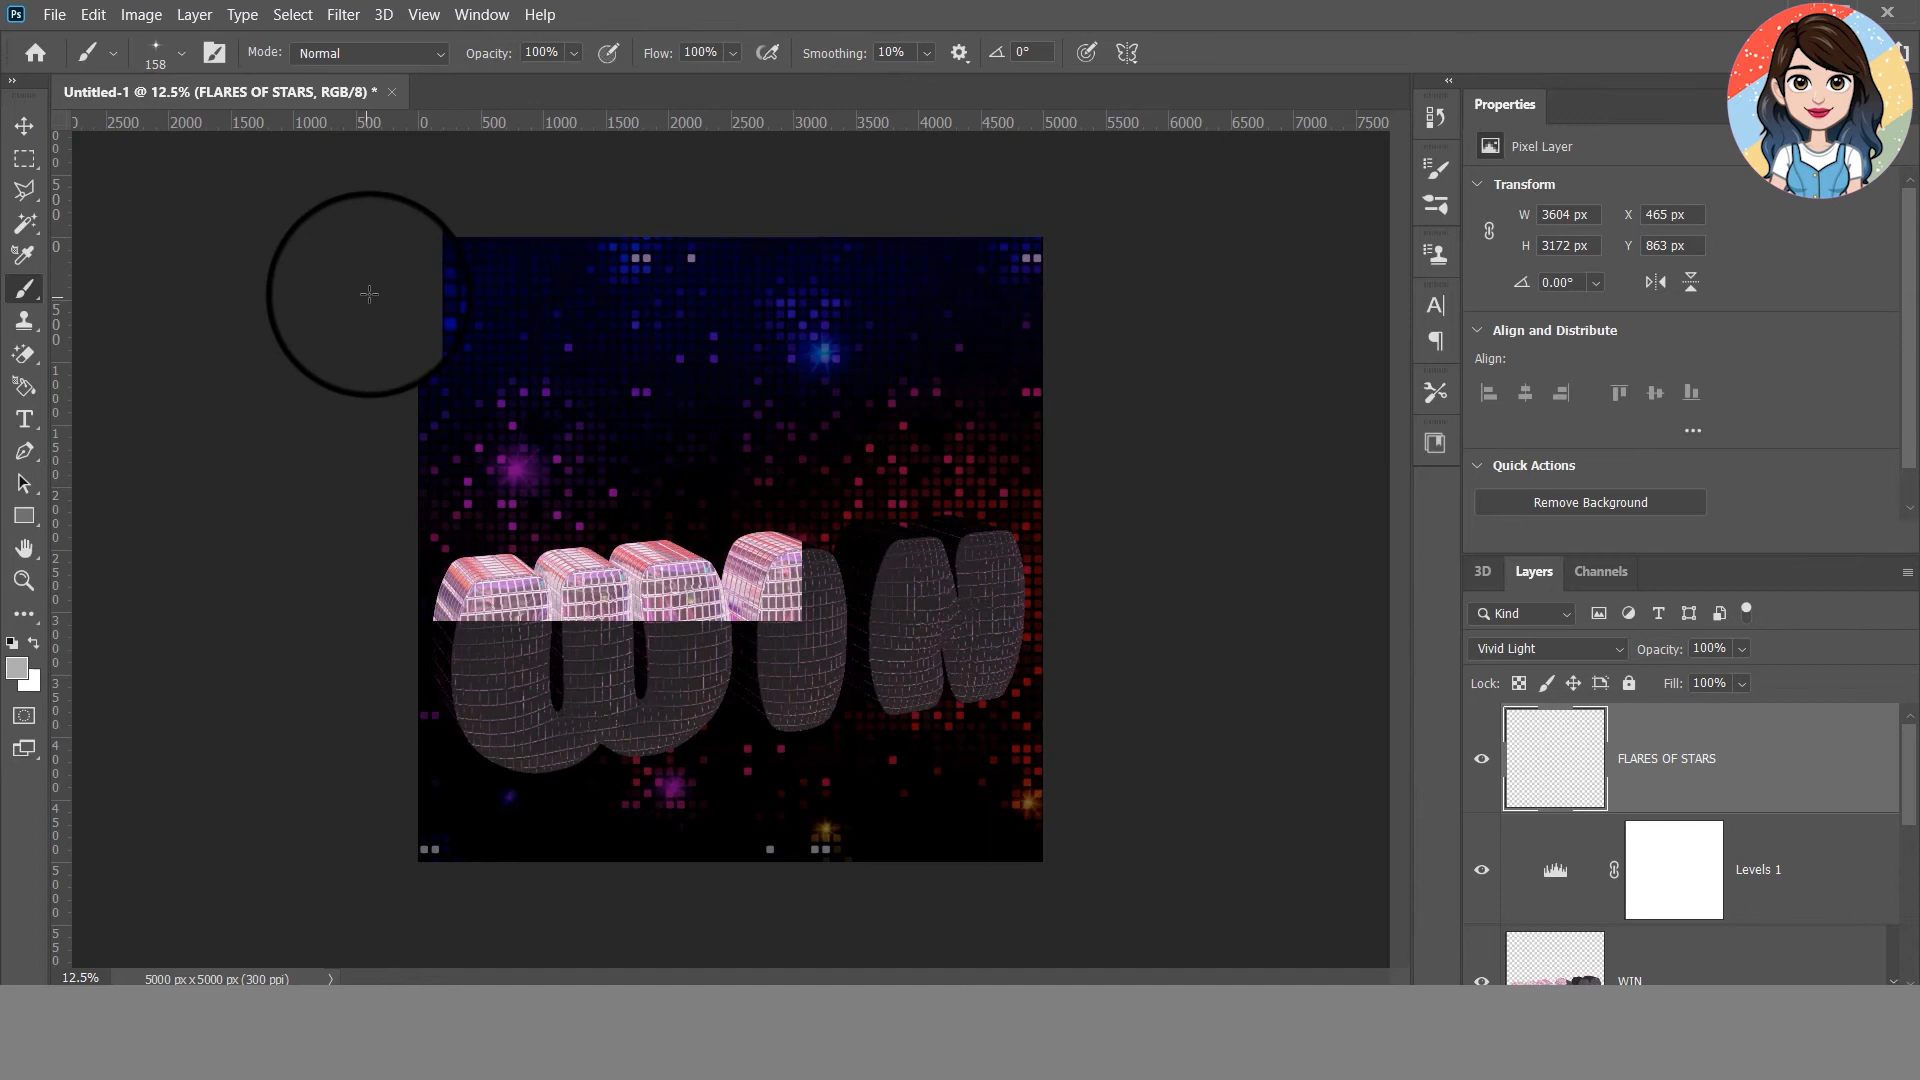 Ps File Edit Image Layer Type Select Filter 3D View Window Help
158 Mode: Normal Opacity: 100% Flow: 100% Smoothing: 10% 0°
Untitled-1 @ 12.5% (FLARES OF STARS, RGB/8) *
2500 2000 1500 1000 500 0 500 1000 1500 2000 2500 3000 3500 4000 4500 5000 5500 6000 6500 7000 7500
Properties
Pixel Layer
Transform
W 3604 px X 465 px
H 3172 px Y 863 px
0.00°
Align and Distribute
Align:
Quick Actions
Remove Background
3D Layers Channels
Kind
Vivid Light Opacity: 100%
Lock: Fill: 100%
FLARES OF STARS
Levels 1
WIN
WIN
12.5% 5000 px x 5000 px (300 ppi)